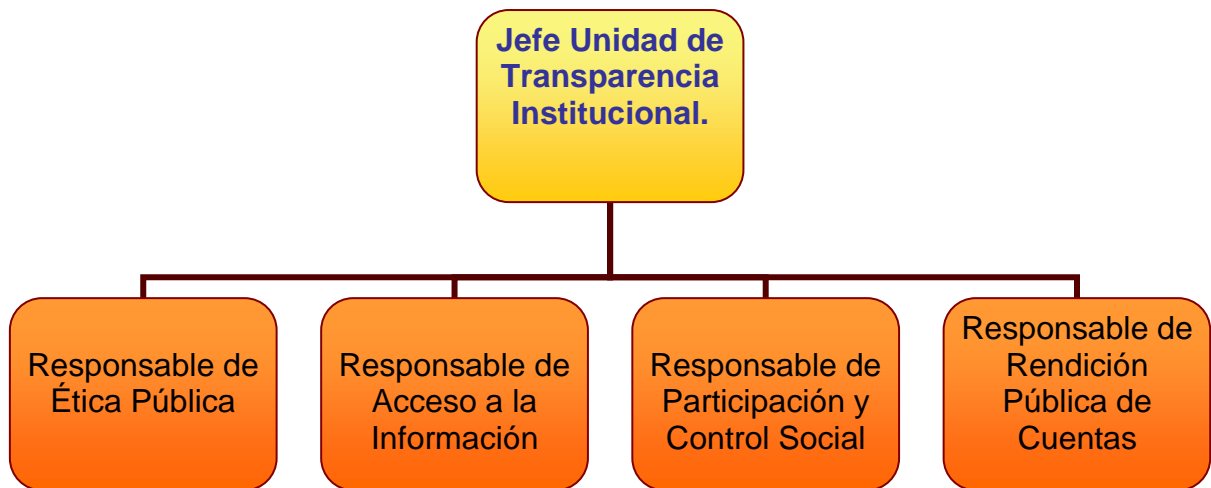 Jefe Unidad de
Transparencia
Institucional.
Responsable de
Ética Pública
Responsable de
Acceso a la
Información
Responsable de
Participación y
Control Social
Responsable de
Rendición
Pública de
Cuentas